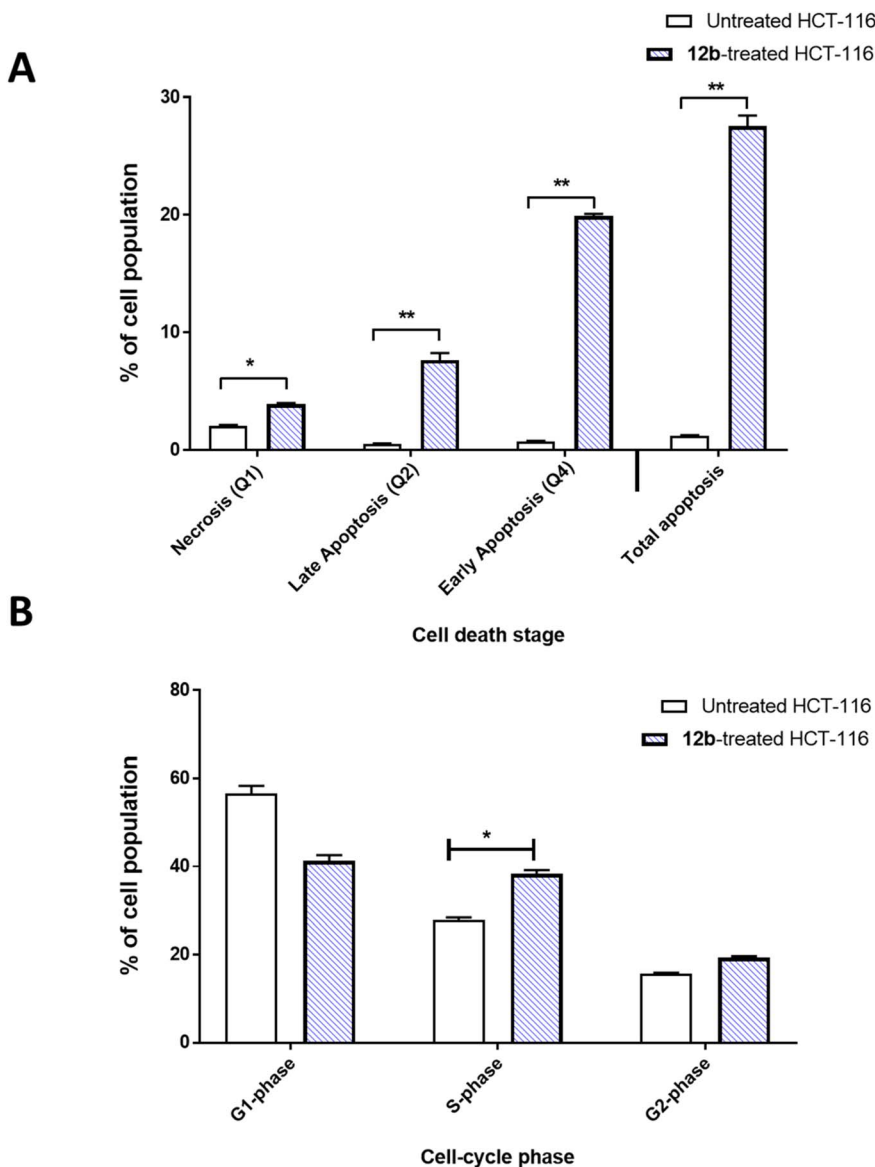 Untreated HCT-116
12b-treated HCT-116
A
30
20
10
0
% of cell population
*
**
**
**
Necrosis (Q1)
Late Apoptosis (Q2)
Early Apoptosis (Q4)
Total apoptosis
Cell death stage
B
Untreated HCT-116
12b-treated HCT-116
80
60
40
20
0
% of cell population
*
G1-phase
S-phase
G2-phase
Cell-cycle phase